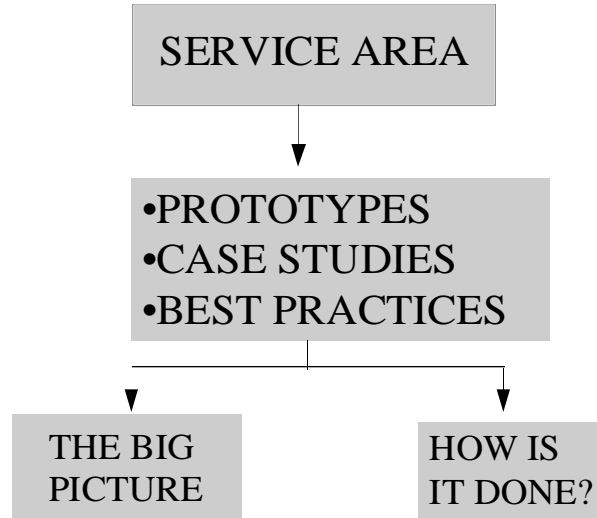 SERVICE AREA
•PROTOTYPES
•CASE STUDIES
•BEST PRACTICES
THE BIG
PICTURE
HOW IS
IT DONE?